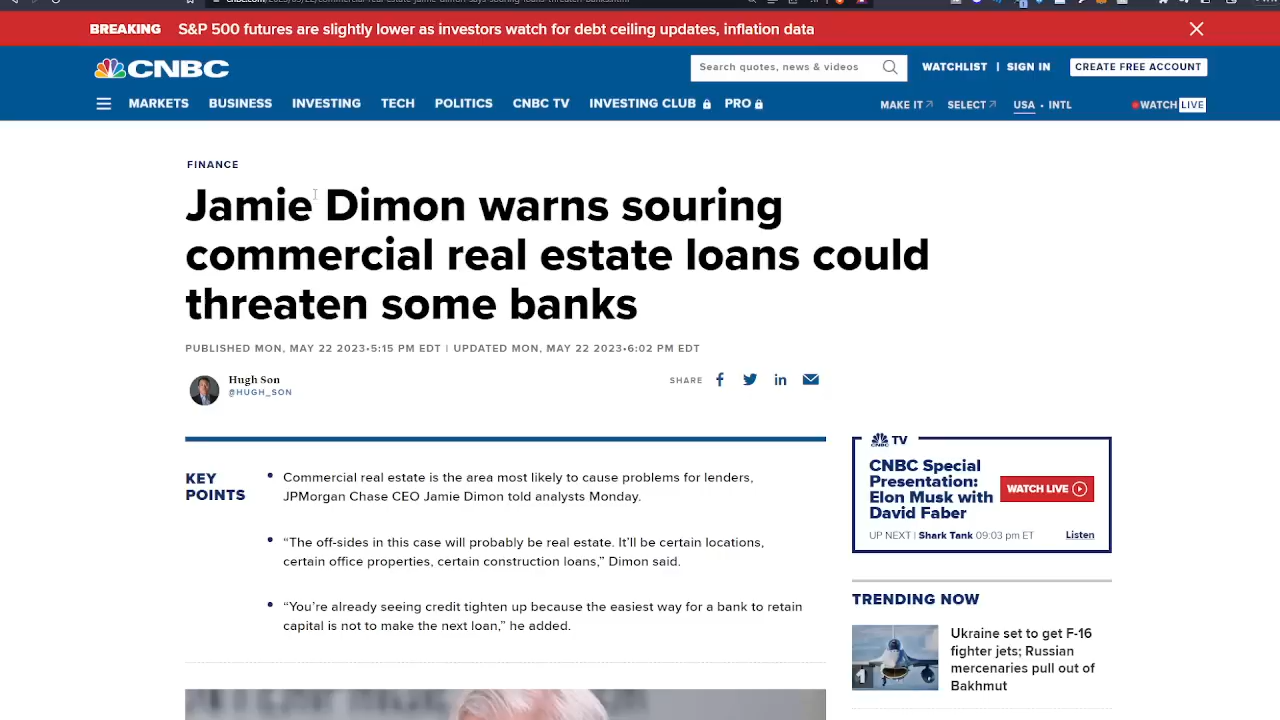 BREAKING S&P 500 futures are slightly lower as investors watch for debt ceiling updates, inflation data
CNBC
Search quotes, news & videos
WATCHLIST | SIGN IN
CREATE FREE ACCOUNT
MARKETS BUSINESS INVESTING TECH POLITICS CNBC TV INVESTING CLUB PRO
MAKE IT SELECT USA • INTL WATCH LIVE
FINANCE
Jamie Dimon warns souring
commercial real estate loans could
threaten some banks
PUBLISHED MON, MAY 22 2023•5:15 PM EDT | UPDATED MON, MAY 22 2023•6:02 PM EDT
Hugh Son
@HUGH_SON
SHARE
KEY
POINTS
Commercial real estate is the area most likely to cause problems for lenders,
JPMorgan Chase CEO Jamie Dimon told analysts Monday.
“The off-sides in this case will probably be real estate. It’ll be certain locations,
certain office properties, certain construction loans,” Dimon said.
“You’re already seeing credit tighten up because the easiest way for a bank to retain
capital is not to make the next loan,” he added.
CNBC TV
CNBC Special
Presentation:
Elon Musk with
David Faber
WATCH LIVE
UP NEXT | Shark Tank 09:03 pm ET
Listen
TRENDING NOW
1
Ukraine set to get F-16
fighter jets; Russian
mercenaries pull out of
Bakhmut